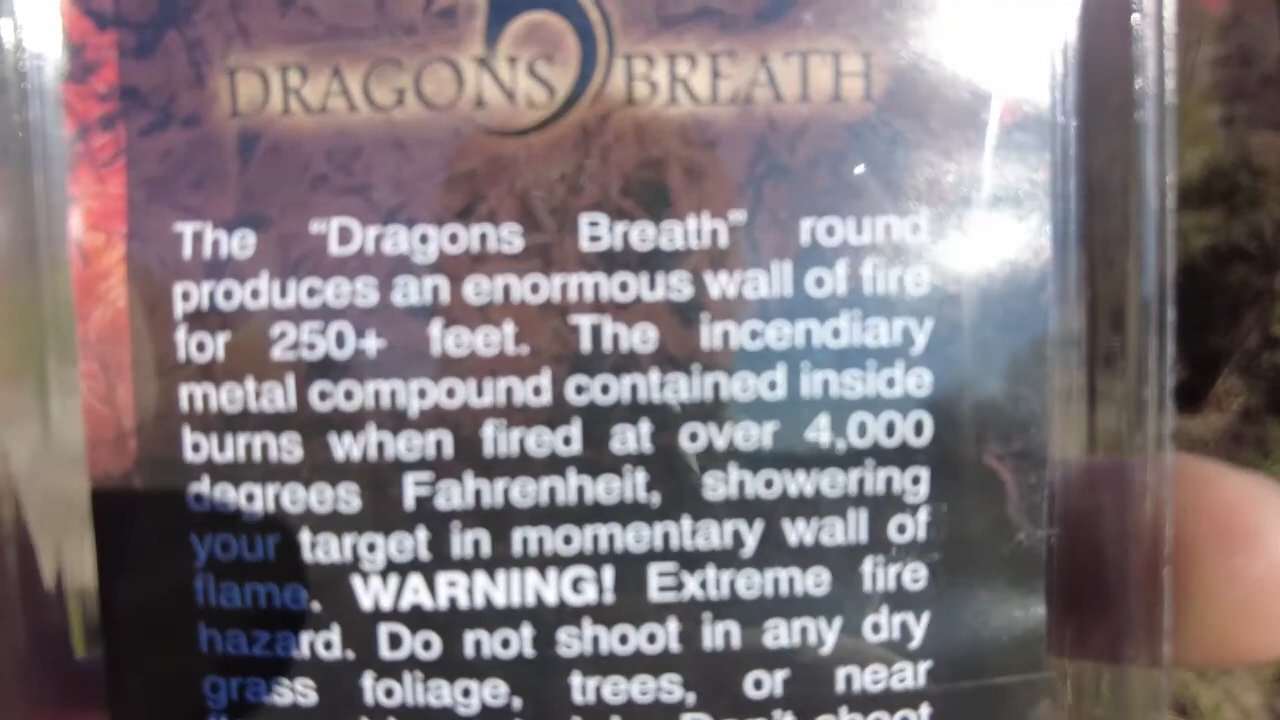 DRAGONS BREATH
The “Dragons Breath” round
produces an enormous wall of fire
for 250+ feet. The incendiary
metal compound contained inside
burns when fired at over 4,000
degrees Fahrenheit, showering
your target in momentary wall of
flame. WARNING! Extreme fire
hazard. Do not shoot in any dry
grass foliage, trees, or near
Don't shoot